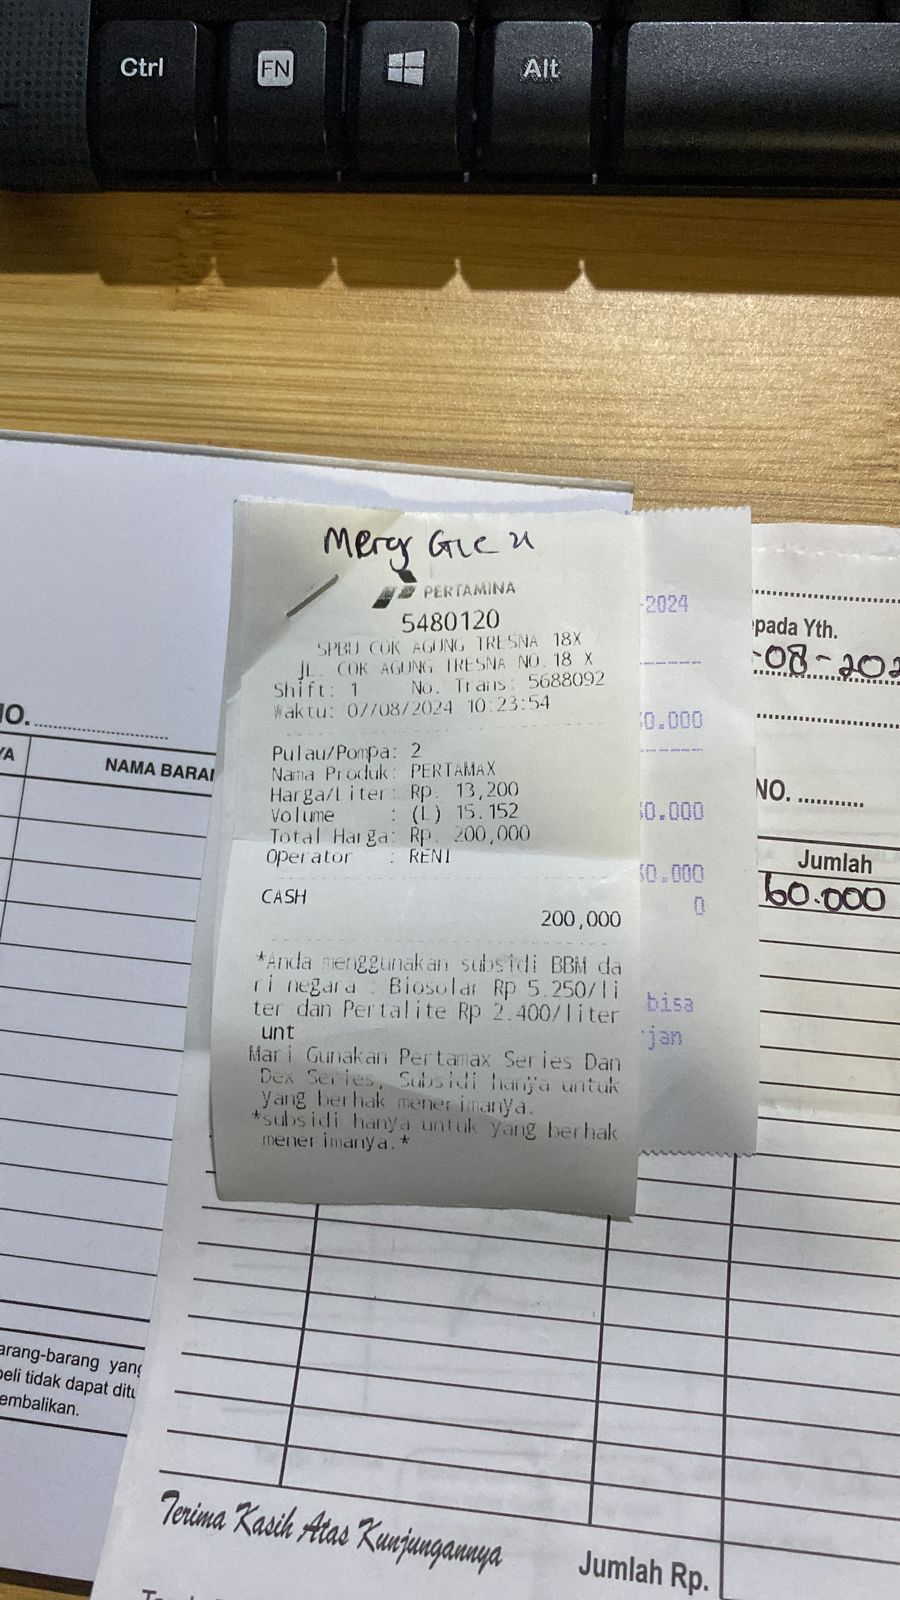 Ctrl
FN
Alt
Mercy GLC
PERTAMINA
5480120
SPBU COK AGUNG TRESNA 18X
JL. COK AGUNG TRESNA NO.18 X
Shift: 1 No. Trans: 5688092
Waktu: 07/08/2024 10:23:54
Pulau/Pompa: 2
Nama Produk: PERTAMAX
Harga/Liter: Rp. 13,200
Volume : (L) 15.152
Total Harga: Rp. 200,000
Operator : RENI
CASH
200,000
*Anda menggunakan subsidi BBM da
ri negara : Biosolar Rp 5.250/li
ter dan Pertalite Rp 2.400/liter
unt
Mari Gunakan Pertamax Series Dan
Dex Series, Subsidi hanya untuk
yang berhak menerimanya.
*subsidi hanya untuk yang berhak
menerimanya.*
-2024
0.000
0.000
0.000
0
bisa
jan
epada Yth.
-08-202
NO. ...........
Jumlah
60.000
NO. ..............................
YA
NAMA BARAN
arang-barang yang
beli tidak dapat ditu
embalikan.
Terima Kasih Atas Kunjungannya
Jumlah Rp.